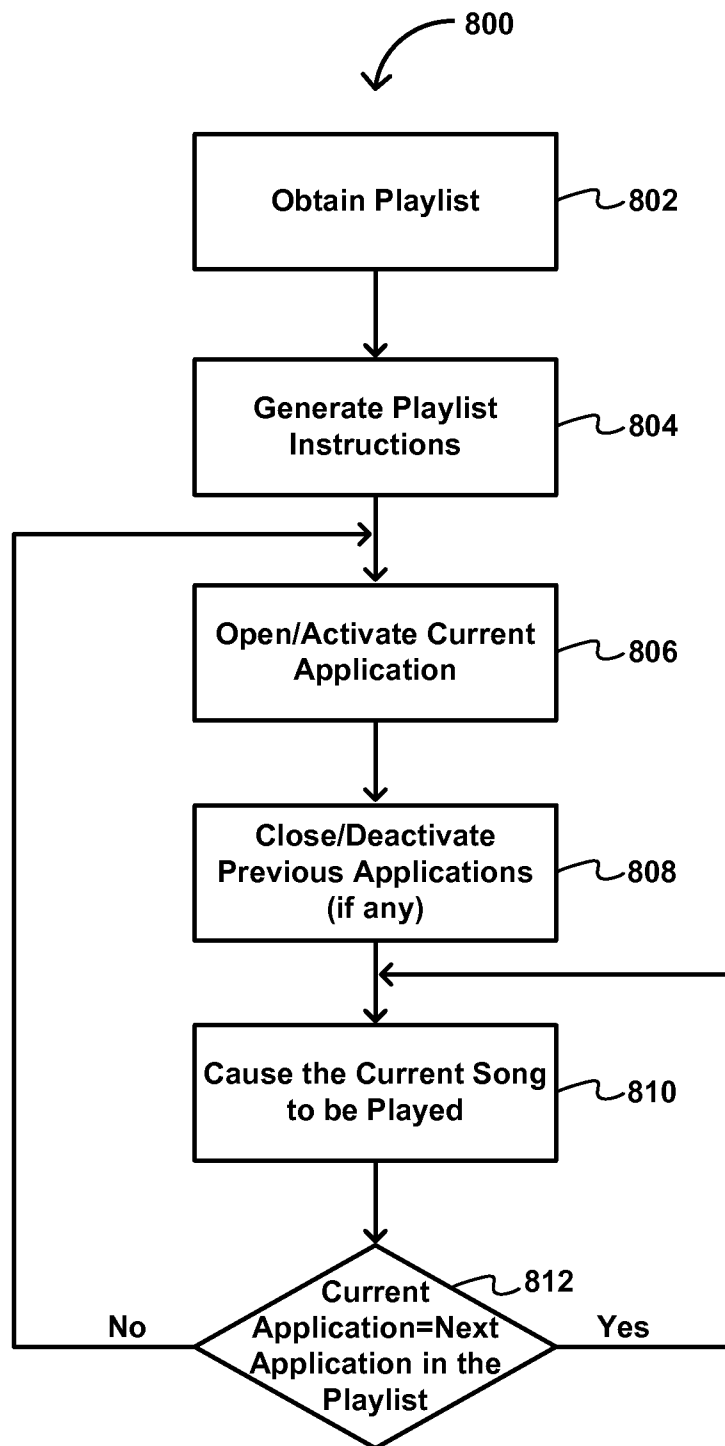 800
Obtain Playlist
802
Generate Playlist
Instructions
804
Open/Activate Current
Application
806
Close/Deactivate
Previous Applications
(if any)
808
Cause the Current Song
to be Played
810
812
Current
Application=Next
Application in the
Playlist
No
Yes